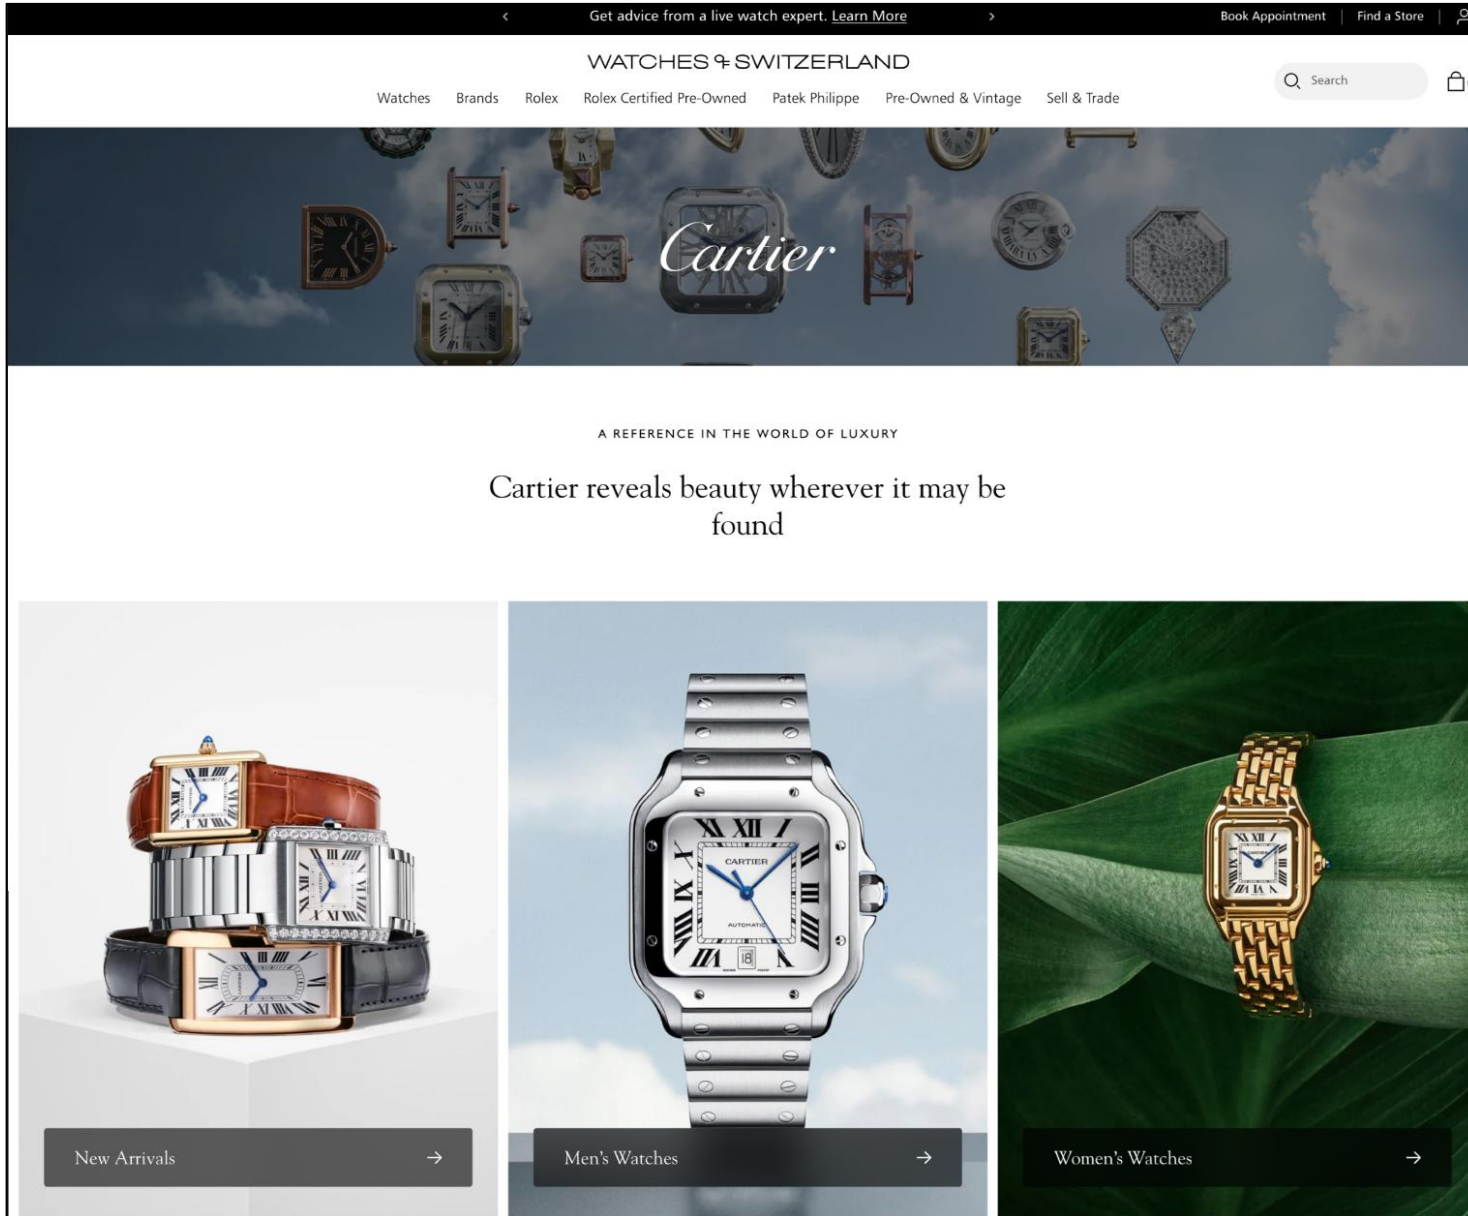 Get advice from a live watch expert. Learn More
Book Appointment | Find a Store |
WATCHES OF SWITZERLAND
Search
Watches Brands Rolex Rolex Certified Pre-Owned Patek Philippe Pre-Owned & Vintage Sell & Trade
Cartier
A REFERENCE IN THE WORLD OF LUXURY
Cartier reveals beauty wherever it may be
found
XII
CARTIER
AUTOMATIC
18
New Arrivals
Men's Watches
Women's Watches